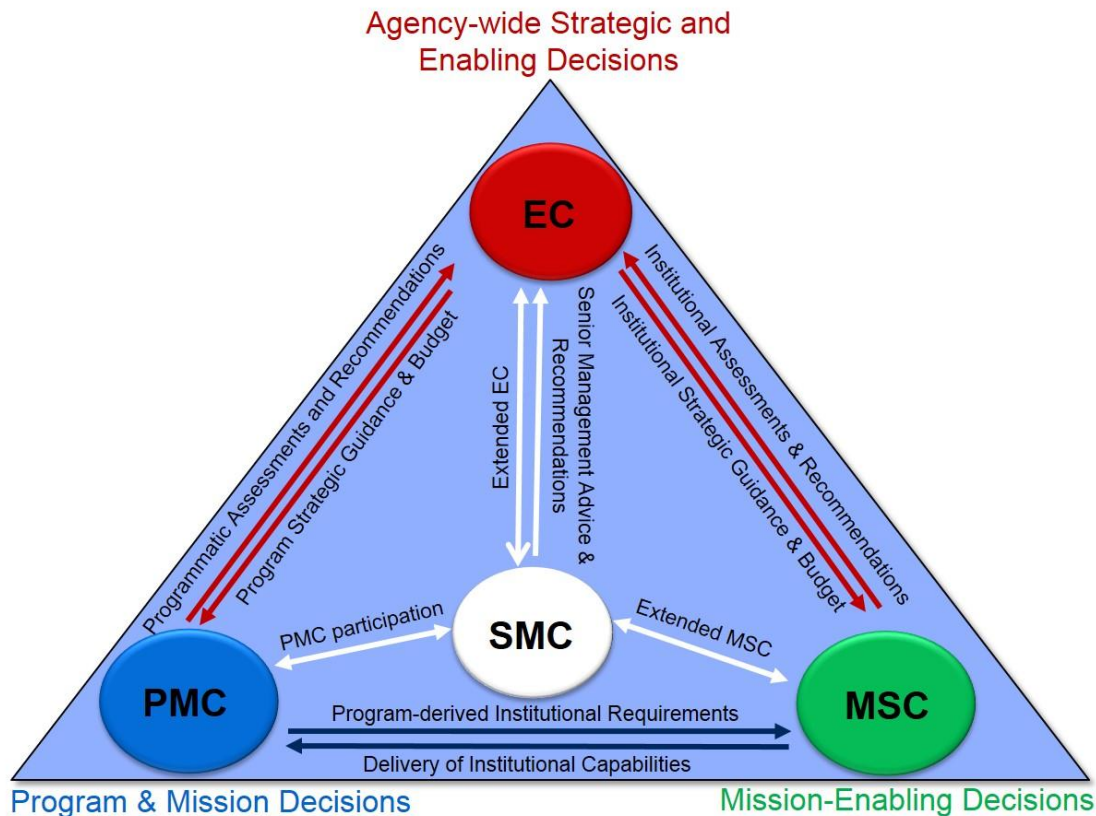 Agency-wide Strategic and
Enabling Decisions
EC
Programmatic Assessments and Recommendations
Program Strategic Guidance & Budget
Extended EC
Senior Management Advice &
Recommendations
Institutional Assessments & Recommendations
Institutional Strategic Guidance & Budget
PMC participation
SMC
Extended MSC
PMC
MSC
Program-derived Institutional Requirements
Delivery of Institutional Capabilities
Program & Mission Decisions
Mission-Enabling Decisions